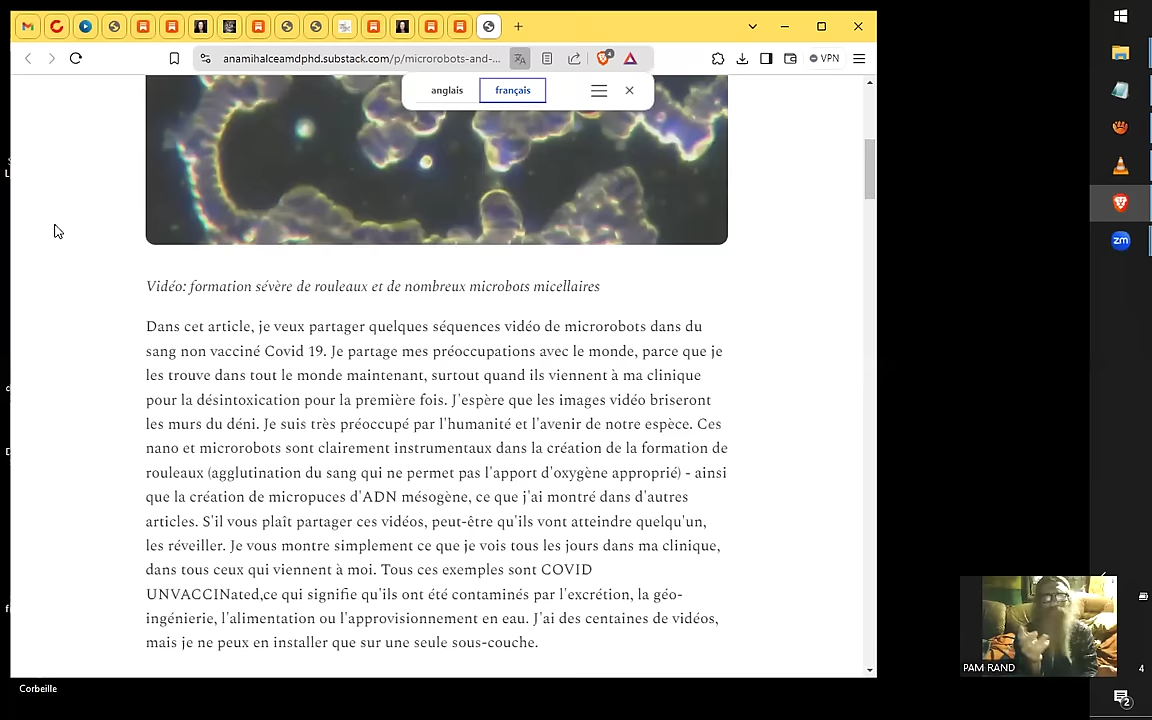 anamihalceamdphd.substack.com/p/microrobots-and-...
VPN
anglais
français
Vidéo: formation sévère de rouleaux et de nombreux microbots micellaires
Dans cet article, je veux partager quelques séquences vidéo de microrobots dans du
sang non vacciné Covid 19. Je partage mes préoccupations avec le monde, parce que je
les trouve dans tout le monde maintenant, surtout quand ils viennent à ma clinique
pour la désintoxication pour la première fois. J'espère que les images vidéo briseront
les murs du déni. Je suis très préoccupé par l'humanité et l'avenir de notre espèce. Ces
nano et microrobots sont clairement instrumentaux dans la création de la formation de
rouleaux (agglutination du sang qui ne permet pas l'apport d'oxygène approprié) - ainsi
que la création de micropuces d'ADN mésogène, ce que j'ai montré dans d'autres
articles. S'il vous plaît partager ces vidéos, peut-être qu'ils vont atteindre quelqu'un,
les réveiller. Je vous montre simplement ce que je vois tous les jours dans ma clinique,
dans tous ceux qui viennent à moi. Tous ces exemples sont COVID
UNVACCINated,ce qui signifie qu'ils ont été contaminés par l'excrétion, la géo-
ingénierie, l'alimentation ou l'approvisionnement en eau. J'ai des centaines de vidéos,
mais je ne peux en installer que sur une seule sous-couche.
zm
PAM RAND
4
2
Corbeille